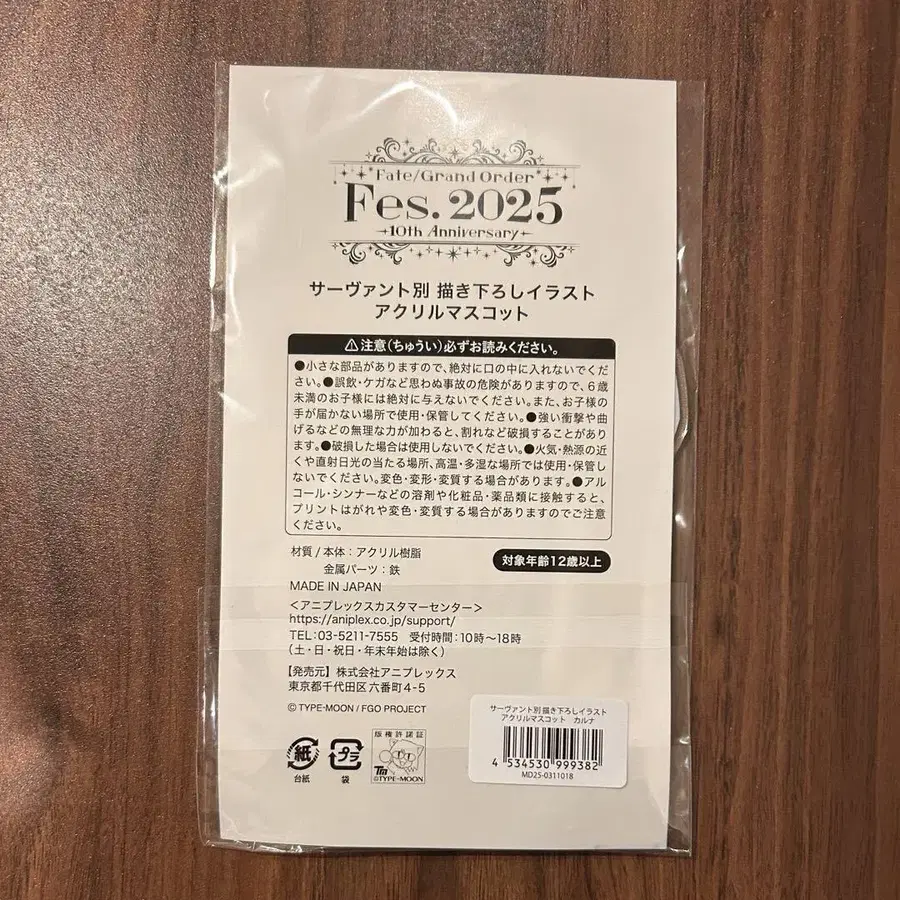 Fate/Grand Order
Fes. 2025
10th Anniversary
サーヴァント別 描き下ろしイラスト
アクリルマスコット
⚠注意(ちゅうい)必ずお読みください。
●小さな部品がありますので、絶対に口の中に入れないでくだ
さい。●誤飲・ケガなど思わぬ事故の危険がありますので、6歳
未満のお子様には絶対に与えないでください。また、お子様の
手が届かない場所で使用・保管してください。●強い衝撃や曲
げるなどの無理な力が加わると、割れなど破損することがあり
ます。●破損した場合は使用しないでください。●火気・熱源の近
くや直射日光の当たる場所、高温・多湿な場所では使用・保管し
ないでください。変色・変形・変質する場合があります。●アル
コール・シンナーなどの溶剤や化粧品・薬品類に接触すると、
プリントはがれや変色・変質する場合がありますのでご注意
ください。
材質/本体:アクリル樹脂
金属パーツ:鉄
対象年齢12歳以上
MADE IN JAPAN
<アニプレックスカスタマーセンター>
https://aniplex.co.jp/support/
TEL:03-5211-7555 受付時間:10時~18時
(土・日・祝日・年末年始は除く)
【発売元】株式会社アニプレックス
東京都千代田区六番町4-5
© TYPE-MOON / FGO PROJECT
サーヴァント別 描き下ろしイラスト
アクリルマスコット カルナ
4 534530 999382
MD25-0311018
紙
台紙
プラ
袋
版権許諾証
TM
©TYPE-MOON